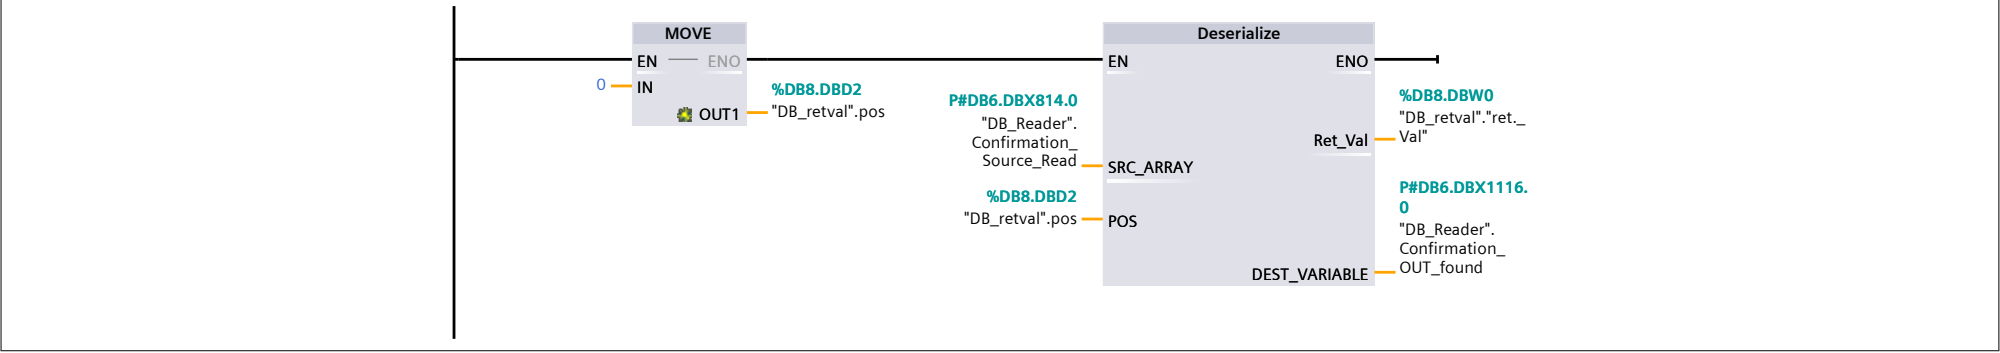 MOVE
EN
ENO
0
IN
OUT1
%DB8.DBD2
"DB_retval".pos
Deserialize
EN
ENO
P#DB6.DBX814.0
"DB_Reader".
Confirmation_
Source_Read
SRC_ARRAY
%DB8.DBD2
"DB_retval".pos
POS
Ret_Val
%DB8.DBW0
"DB_retval"."ret._
Val"
DEST_VARIABLE
P#DB6.DBX1116.
0
"DB_Reader".
Confirmation_
OUT_found